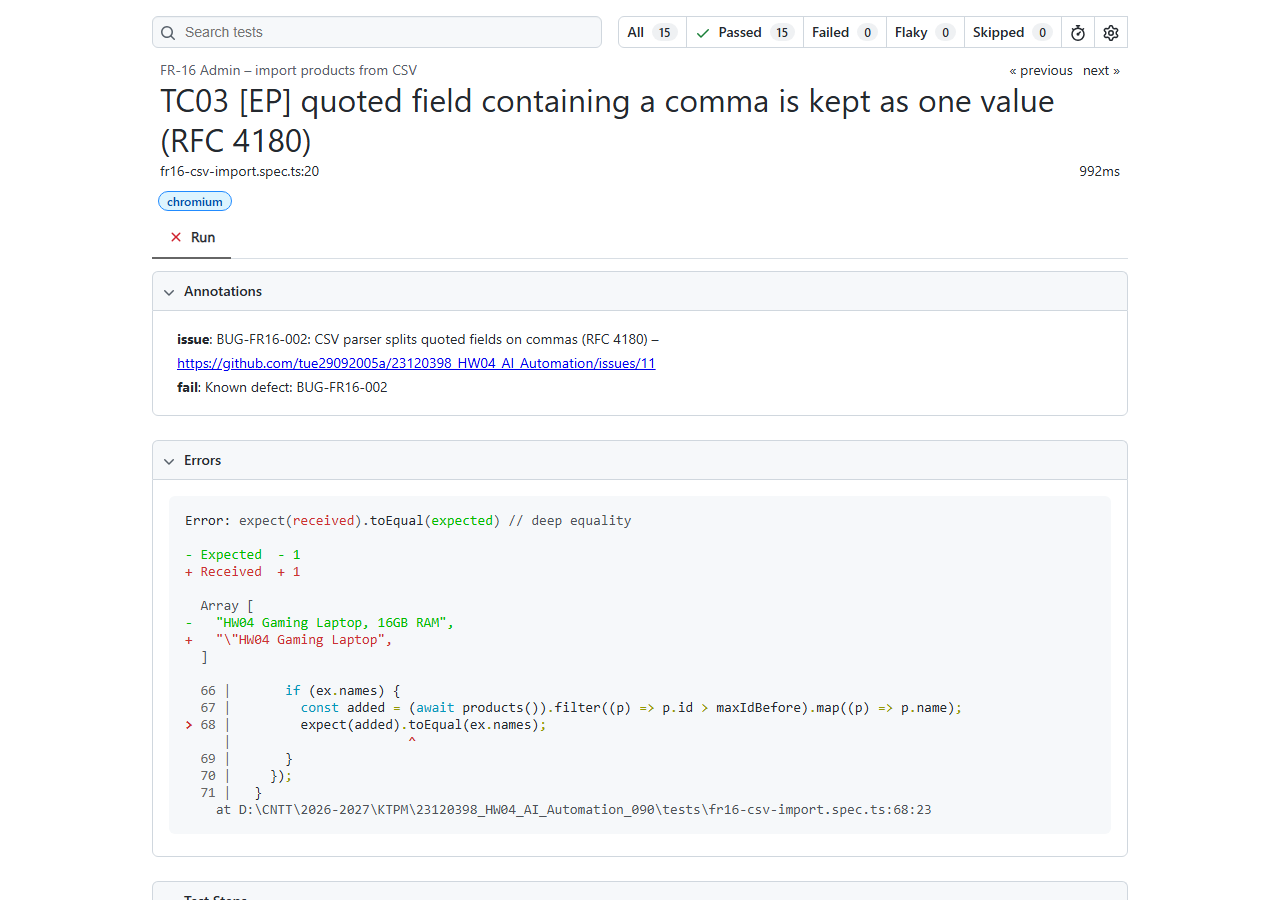 Search tests
All 15 Passed 15 Failed 0 Flaky 0 Skipped 0
FR-16 Admin – import products from CSV
« previous next »
TC03 [EP] quoted field containing a comma is kept as one value
(RFC 4180)
fr16-csv-import.spec.ts:20
992ms
chromium
Run
Annotations
issue: BUG-FR16-002: CSV parser splits quoted fields on commas (RFC 4180) –
https://github.com/tue29092005a/23120398_HW04_AI_Automation/issues/11
fail: Known defect: BUG-FR16-002
Errors
Error: expect(received).toEqual(expected) // deep equality
- Expected  - 1
+ Received  + 1
  Array [
-   "HW04 Gaming Laptop, 16GB RAM",
+   "\"HW04 Gaming Laptop",
  ]
  66 |       if (ex.names) {
  67 |         const added = (await products()).filter((p) => p.id > maxIdBefore).map((p) => p.name);
> 68 |         expect(added).toEqual(ex.names);
     |                       ^
  69 |       }
  70 |     });
  71 |   }
    at D:\CNTT\2026-2027\KTPM\23120398_HW04_AI_Automation_090\tests\fr16-csv-import.spec.ts:68:23
Test Steps